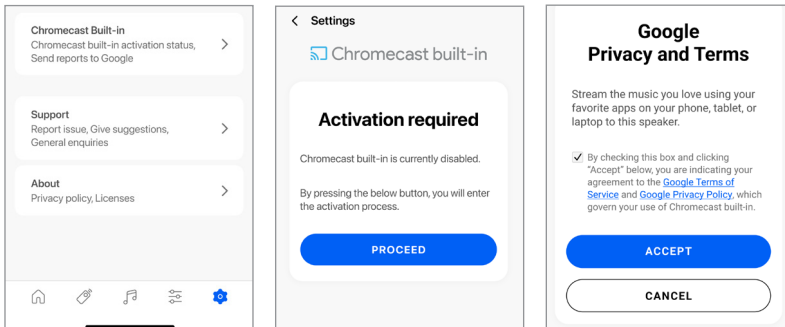 Chromecast Built-in
Chromecast built-in activation status,
Send reports to Google
Support
Report issue, Give suggestions,
General enquiries
About
Privacy policy, Licenses
Settings
Chromecast built-in
Activation required
Chromecast built-in is currently disabled.
By pressing the below button, you will enter
the activation process.
PROCEED
Google
Privacy and Terms
Stream the music you love using your
favorite apps on your phone, tablet, or
laptop to this speaker.
By checking this box and clicking
“Accept” below, you are indicating your
agreement to the Google Terms of
Service and Google Privacy Policy, which
govern your use of Chromecast built-in.
ACCEPT
CANCEL